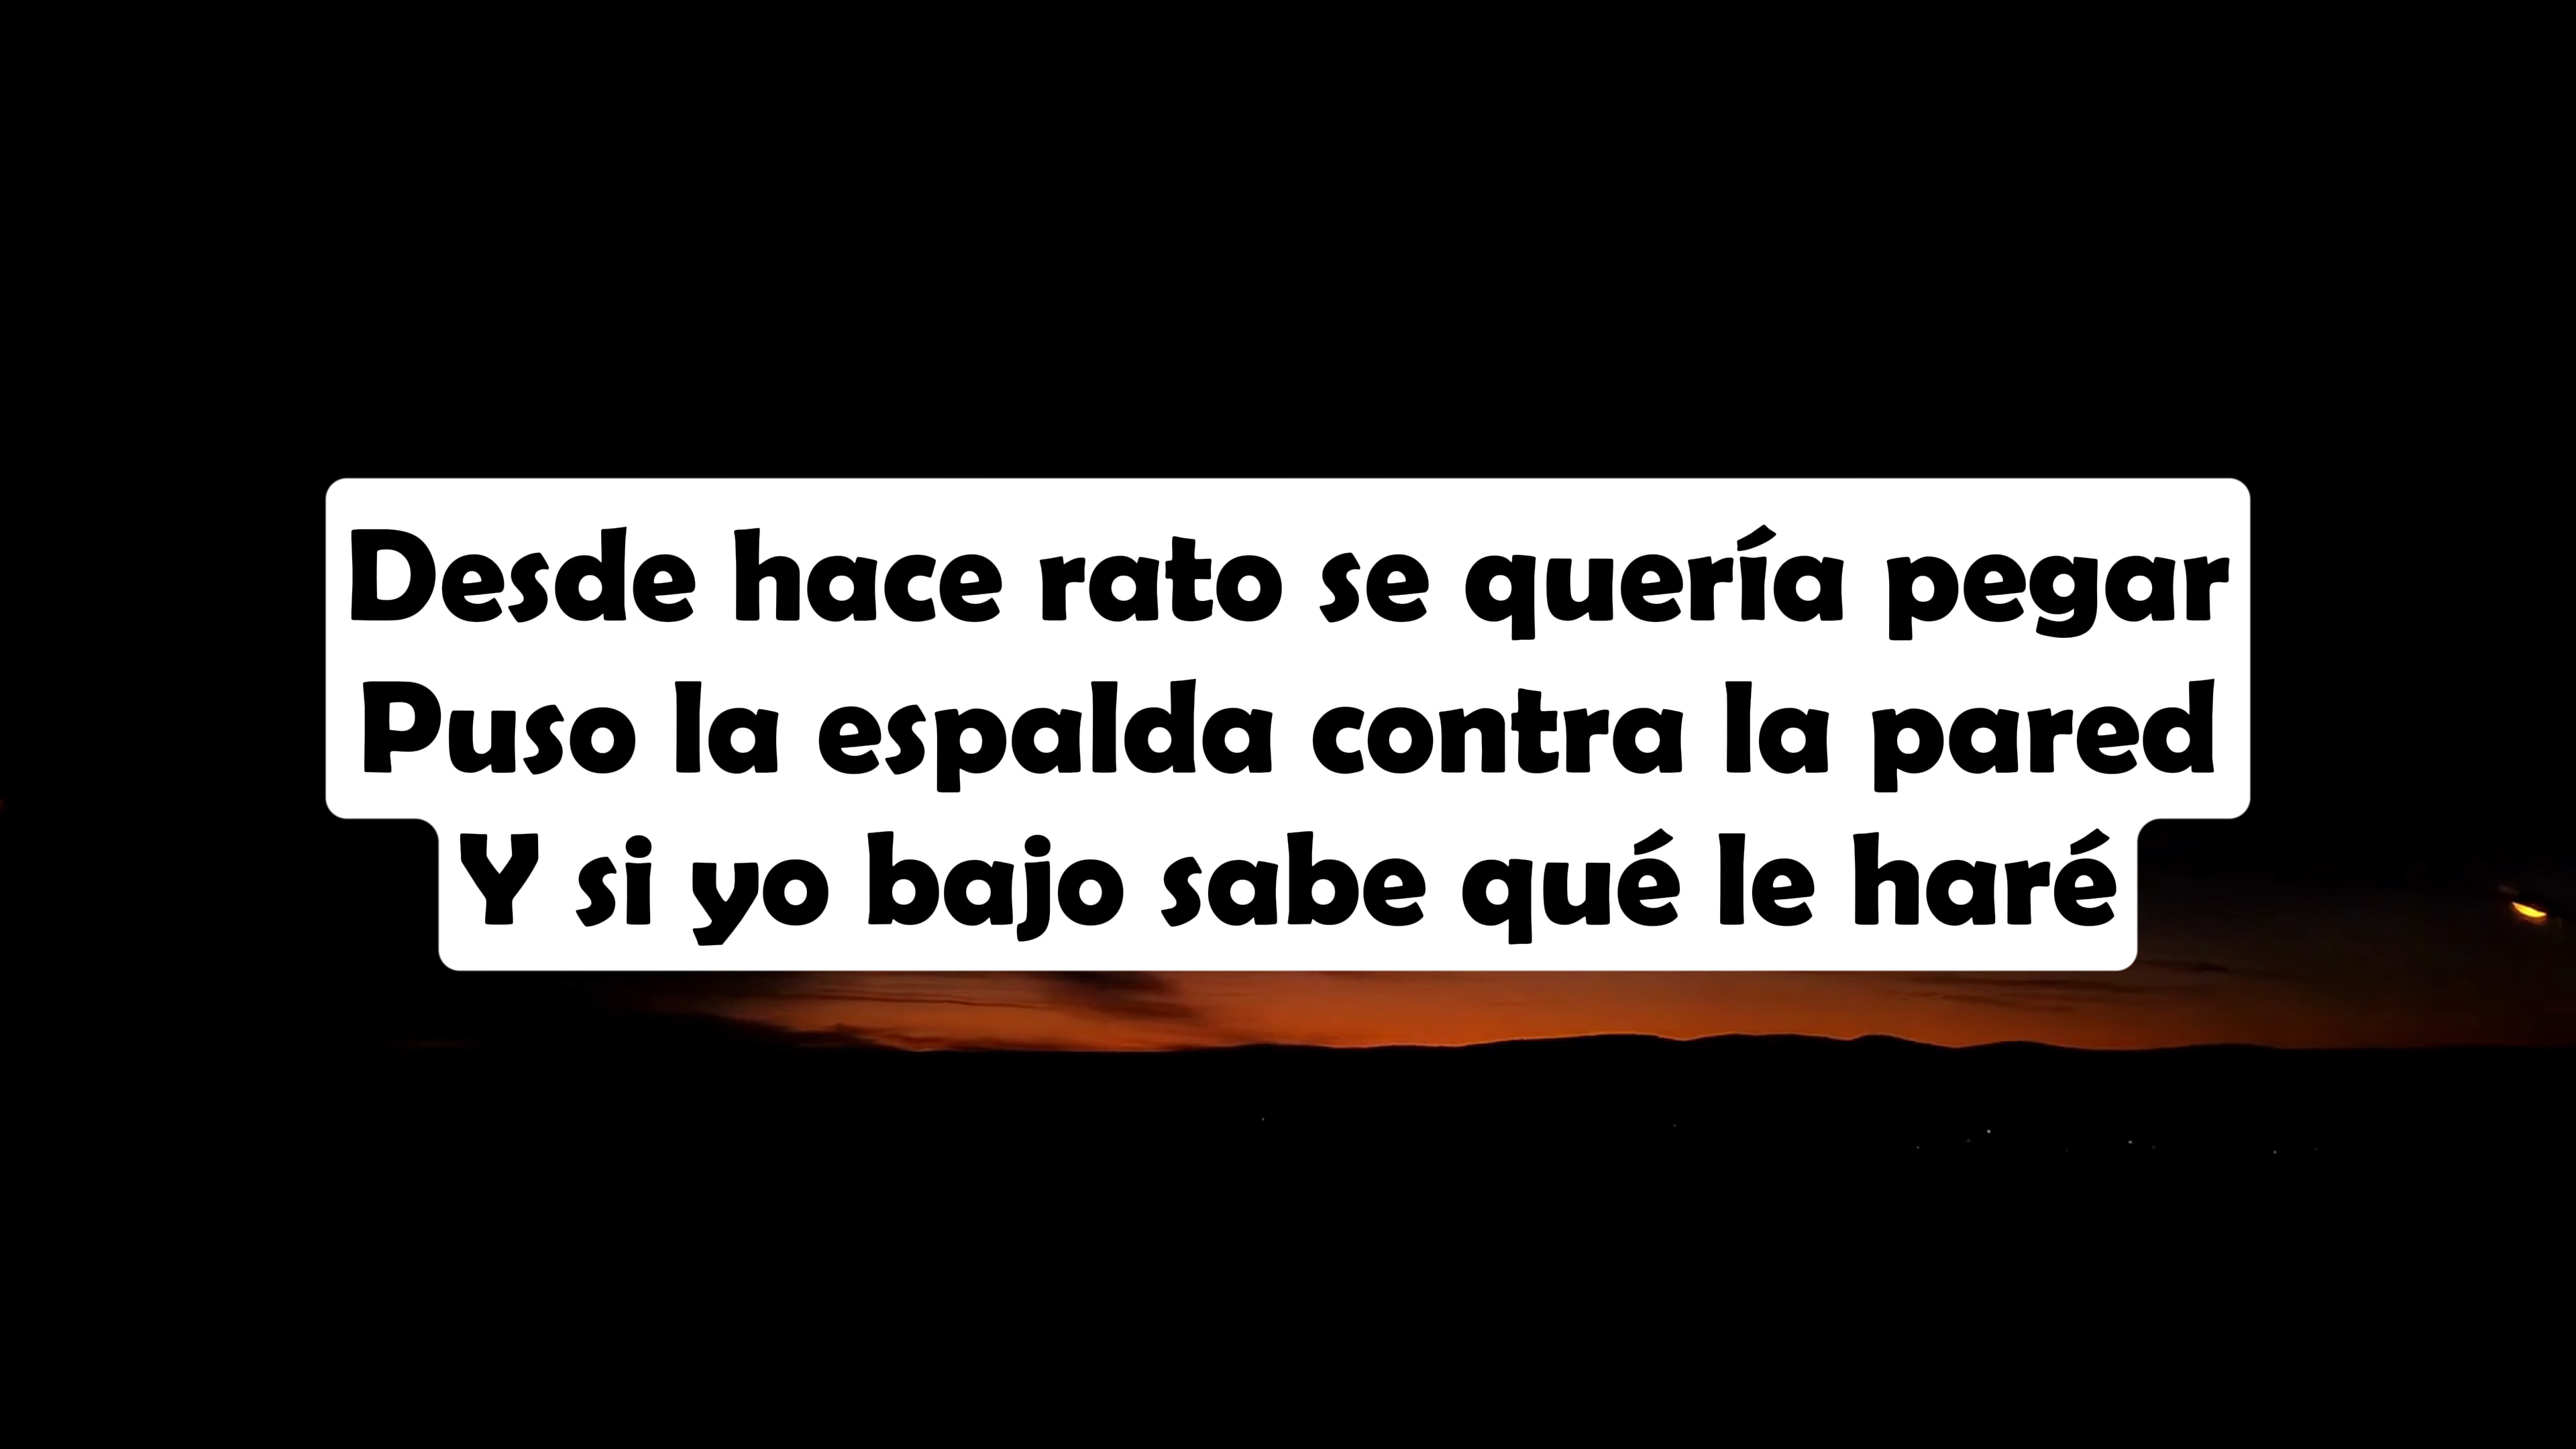 Desde hace rato se quería pegar
Puso la espalda contra la pared
Y si yo bajo sabe qué le haré